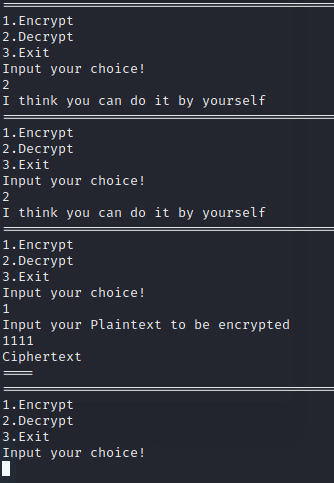 ==========================================
1.Encrypt
2.Decrypt
3.Exit
Input your choice!
2
I think you can do it by yourself
==========================================
1.Encrypt
2.Decrypt
3.Exit
Input your choice!
2
I think you can do it by yourself
==========================================
1.Encrypt
2.Decrypt
3.Exit
Input your choice!
1
Input your Plaintext to be encrypted
1111
Ciphertext
====
==========================================
1.Encrypt
2.Decrypt
3.Exit
Input your choice!